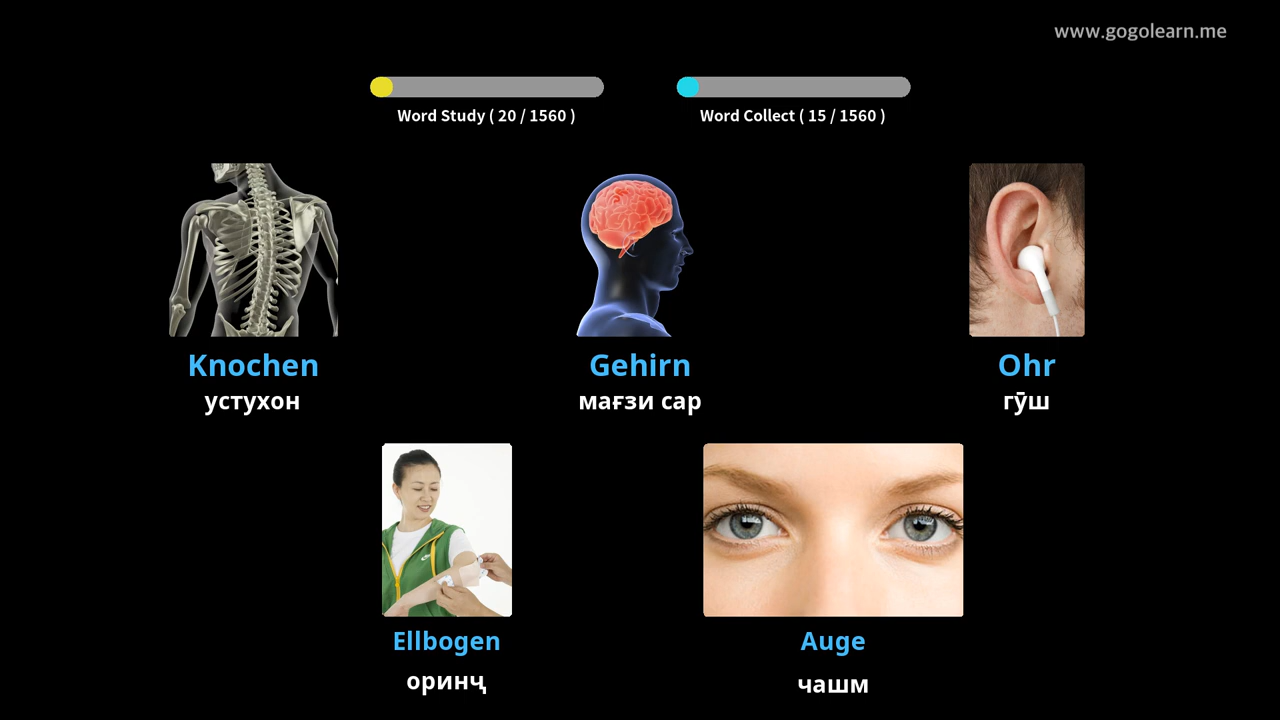 www.gogolearn.me
Word Study ( 20 / 1560 )
Word Collect ( 15 / 1560 )
Knochen
устухон
Gehirn
мағзи сар
Ohr
гӯш
Ellbogen
оринҷ
Auge
чашм